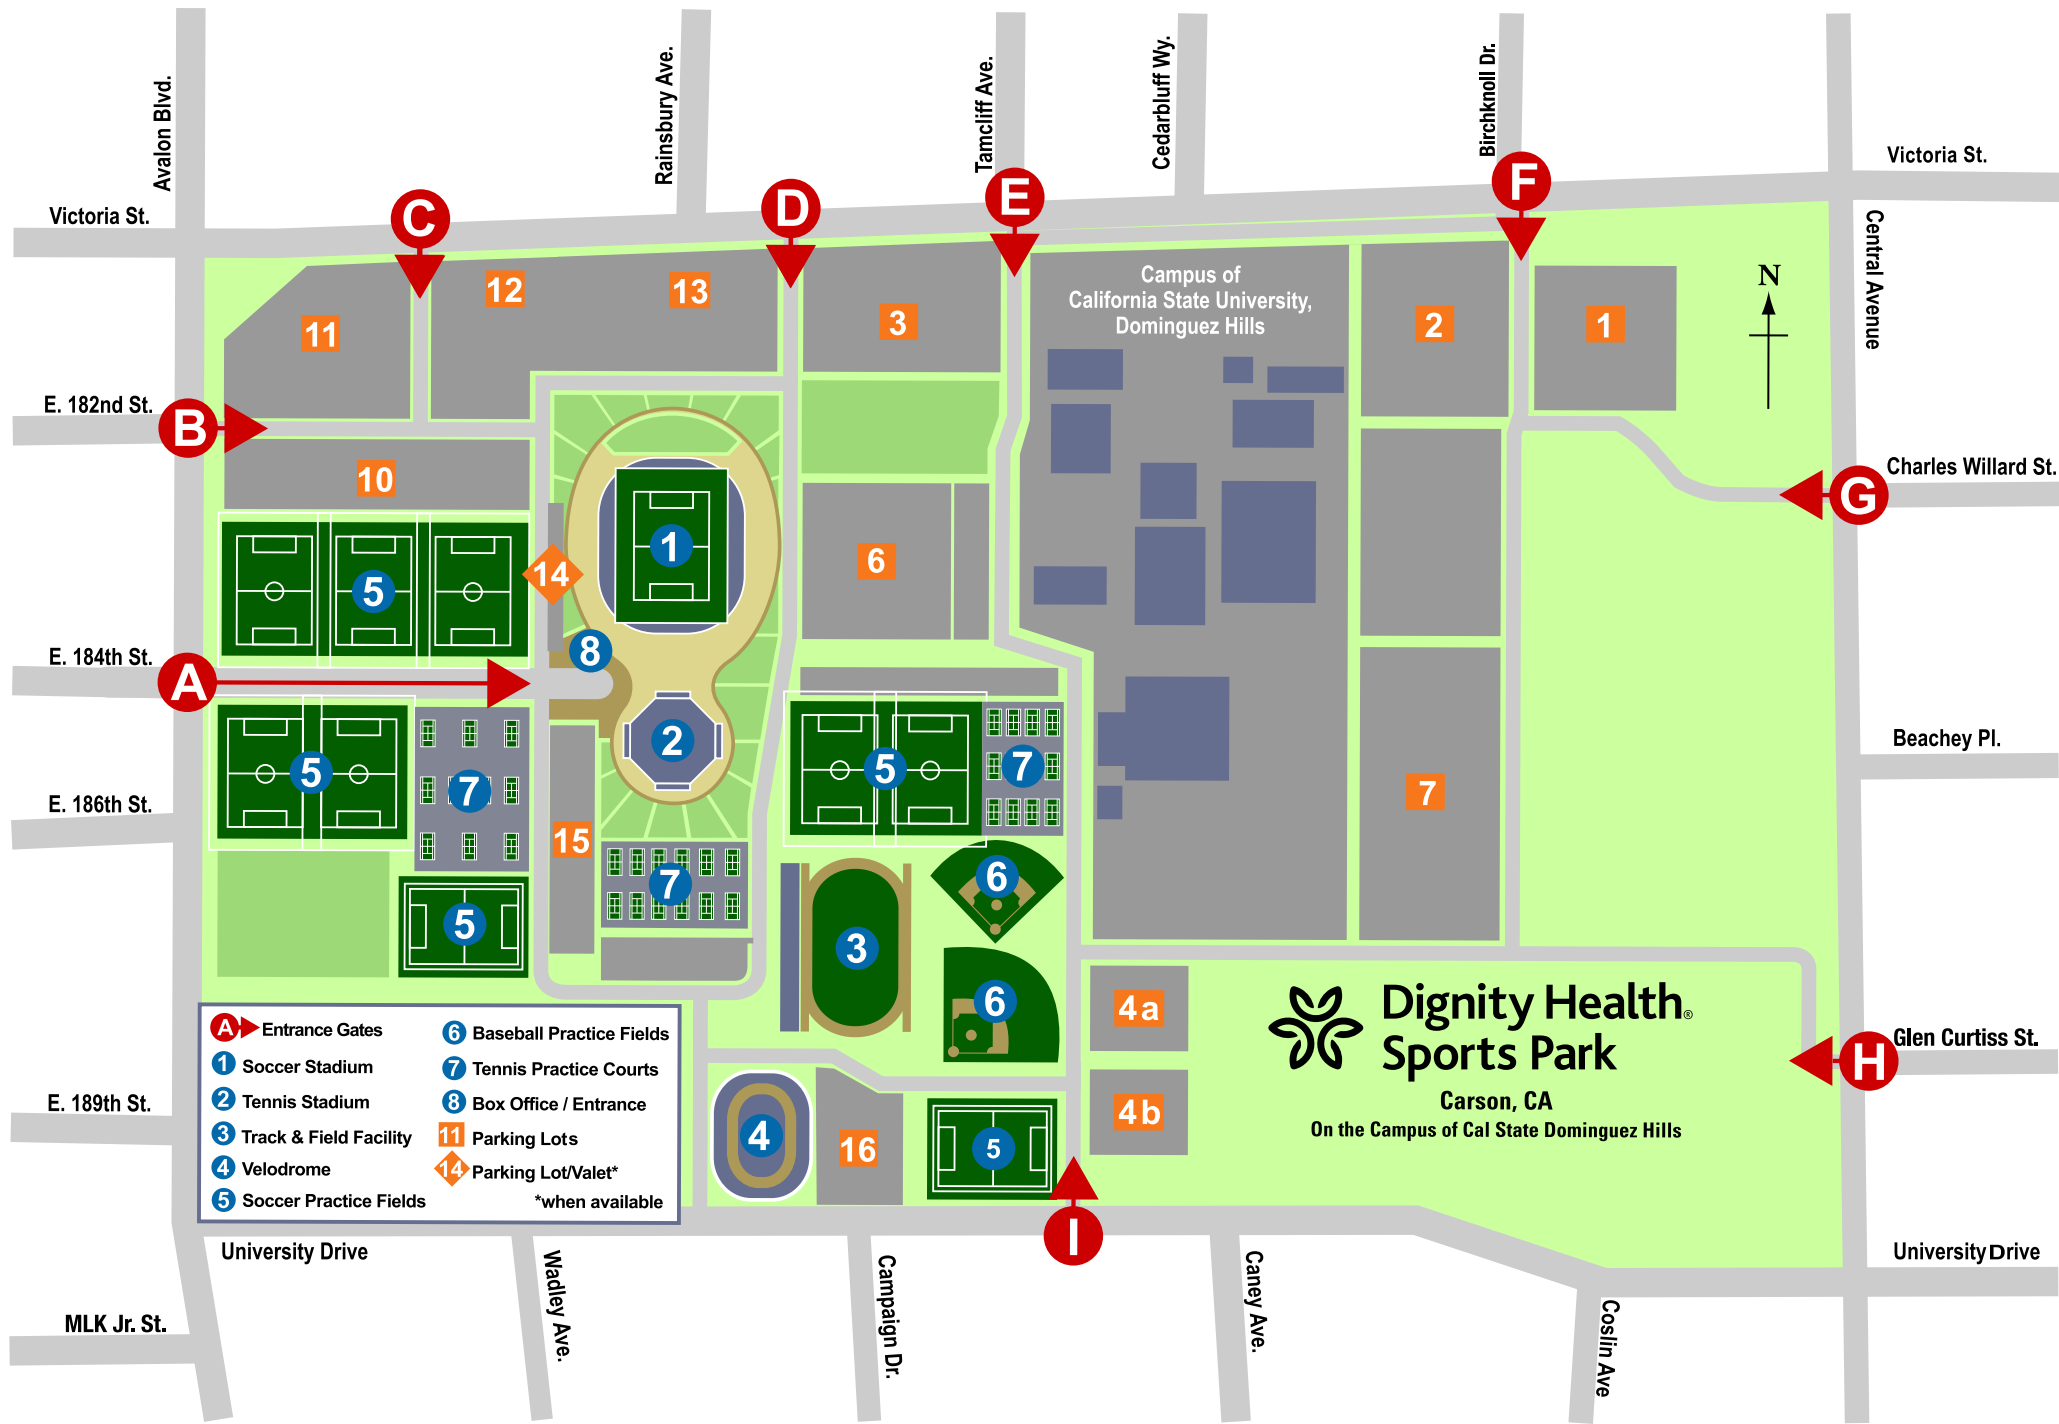 Avalon Blvd.
Rainsbury Ave.
Tamcliff Ave.
Cedarbluff Wy.
Birchknoll Dr.
Victoria St.
Victoria St.
C
D
E
F
Central Avenue
Campus of
California State University,
Dominguez Hills
N
11
12
13
3
2
1
E. 182nd St.
B
10
Charles Willard St.
G
5
14
1
6
8
E. 184th St.
A
5
7
2
5
7
7
Beachey Pl.
E. 186th St.
15
7
6
5
3
6
4a
4b
Dignity Health®
Sports Park
Carson, CA
On the Campus of Cal State Dominguez Hills
Glen Curtiss St.
H
E. 189th St.
A Entrance Gates
1 Soccer Stadium
2 Tennis Stadium
3 Track & Field Facility
4 Velodrome
5 Soccer Practice Fields
6 Baseball Practice Fields
7 Tennis Practice Courts
8 Box Office / Entrance
11 Parking Lots
14 Parking Lot/Valet*
*when available
4
16
5
I
University Drive
University Drive
Wadley Ave.
Campaign Dr.
Caney Ave.
Coslin Ave
MLK Jr. St.